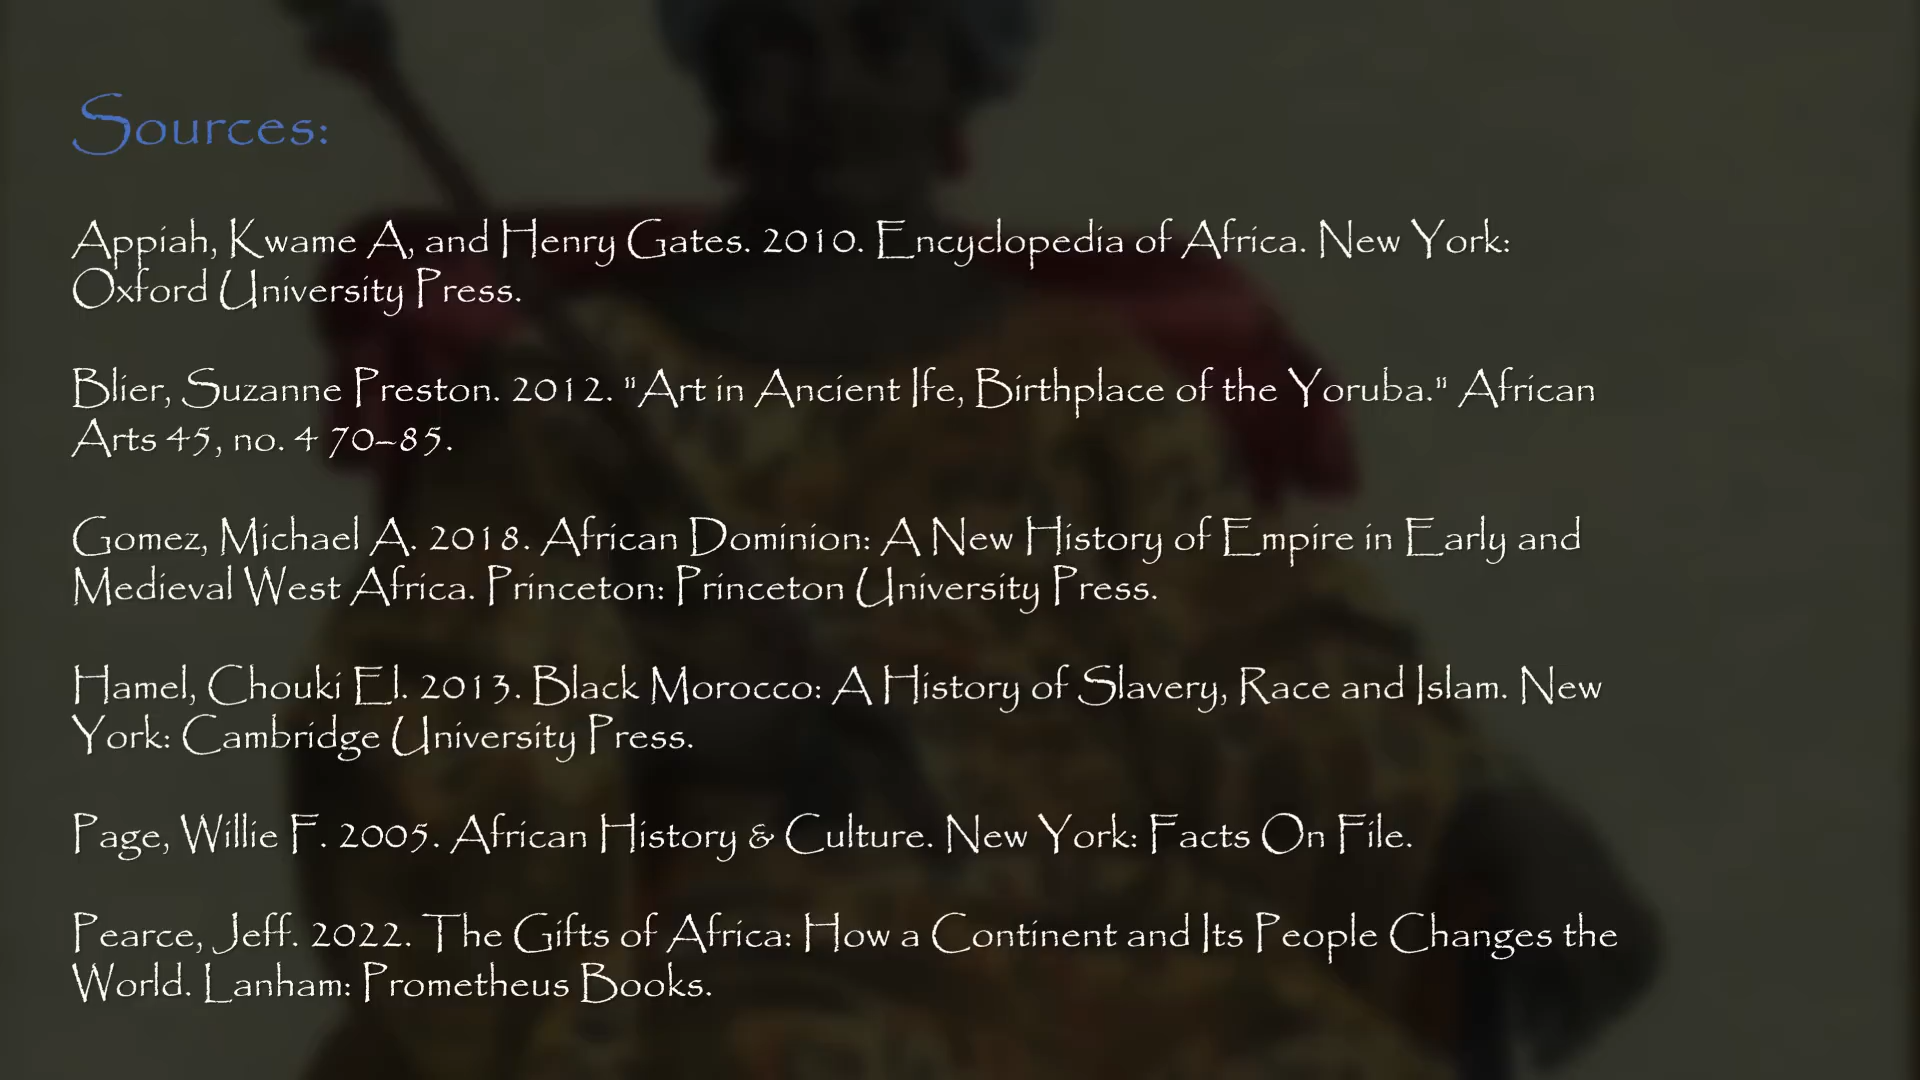 Sources:
Appiah, Kwame A, and Henry Gates. 2010. Encyclopedia of Africa. New York:
Oxford University Press.
Blier, Suzanne Preston. 2012. "Art in Ancient Ife, Birthplace of the Yoruba." African
Arts 45, no. 4 70–85.
Gomez, Michael A. 2018. African Dominion: A New History of Empire in Early and
Medieval West Africa. Princeton: Princeton University Press.
Hamel, Chouki El. 2013. Black Morocco: A History of Slavery, Race and Islam. New
York: Cambridge University Press.
Page, Willie F. 2005. African History & Culture. New York: Facts On File.
Pearce, Jeff. 2022. The Gifts of Africa: How a Continent and Its People Changes the
World. Lanham: Prometheus Books.